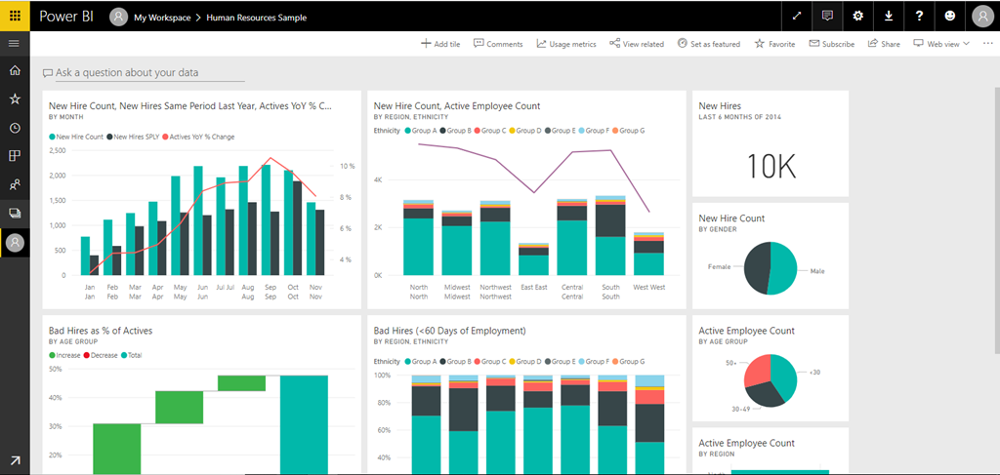 Power BI My Workspace > Human Resources Sample
Add tile Comments Usage metrics View related Set as featured Favorite Subscribe Share Web view
Ask a question about your data
New Hire Count, New Hires Same Period Last Year, Actives YoY % C...
BY MONTH
New Hire Count New Hires SPLY Actives YoY % Change
2,500
2,000
1,500
1,000
500
0
10 %
8 %
6 %
4 %
Jan Feb Mar Apr May Jun Jul Jul Aug Sep Oct Nov
Jan Feb Mar Apr May Jun Aug Sep Oct Nov
New Hire Count, Active Employee Count
BY REGION, ETHNICITY
Ethnicity Group A Group B Group C Group D Group E Group F Group G
4K
2K
0K
North Midwest Northwest East East Central South West West
North Midwest Northwest Central South
New Hires
LAST 6 MONTHS OF 2014
10K
New Hire Count
BY GENDER
Female
Male
Bad Hires as % of Actives
BY AGE GROUP
Increase Decrease Total
50%
40%
30%
20%
Bad Hires (<60 Days of Employment)
BY REGION, ETHNICITY
Ethnicity Group A Group B Group C Group D Group E Group F Group G
100%
80%
60%
40%
Active Employee Count
BY AGE GROUP
50+
<30
30-49
Active Employee Count
BY REGION